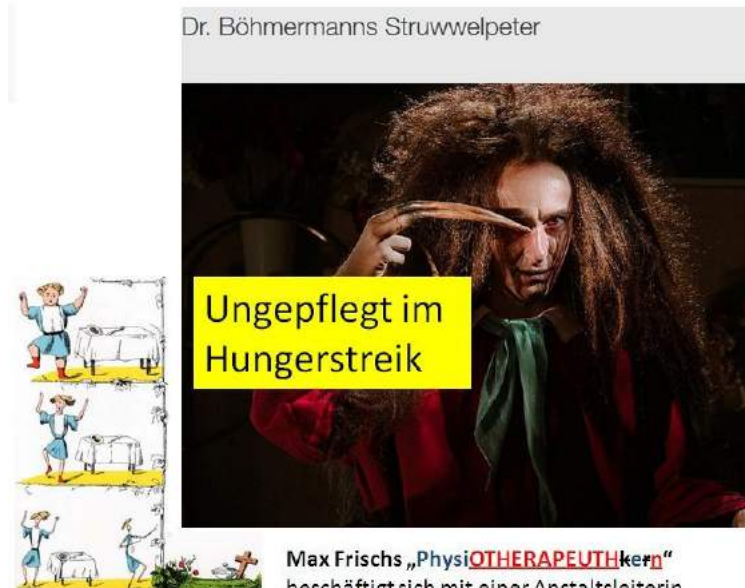 Dr. Böhmermanns Struwwelpeter
Ungepflegt im
Hungerstreik
Max Frischs „PhysiOTHERAPEUTHkern“
beschäftigt sich mit einer Anstaltsleiterin